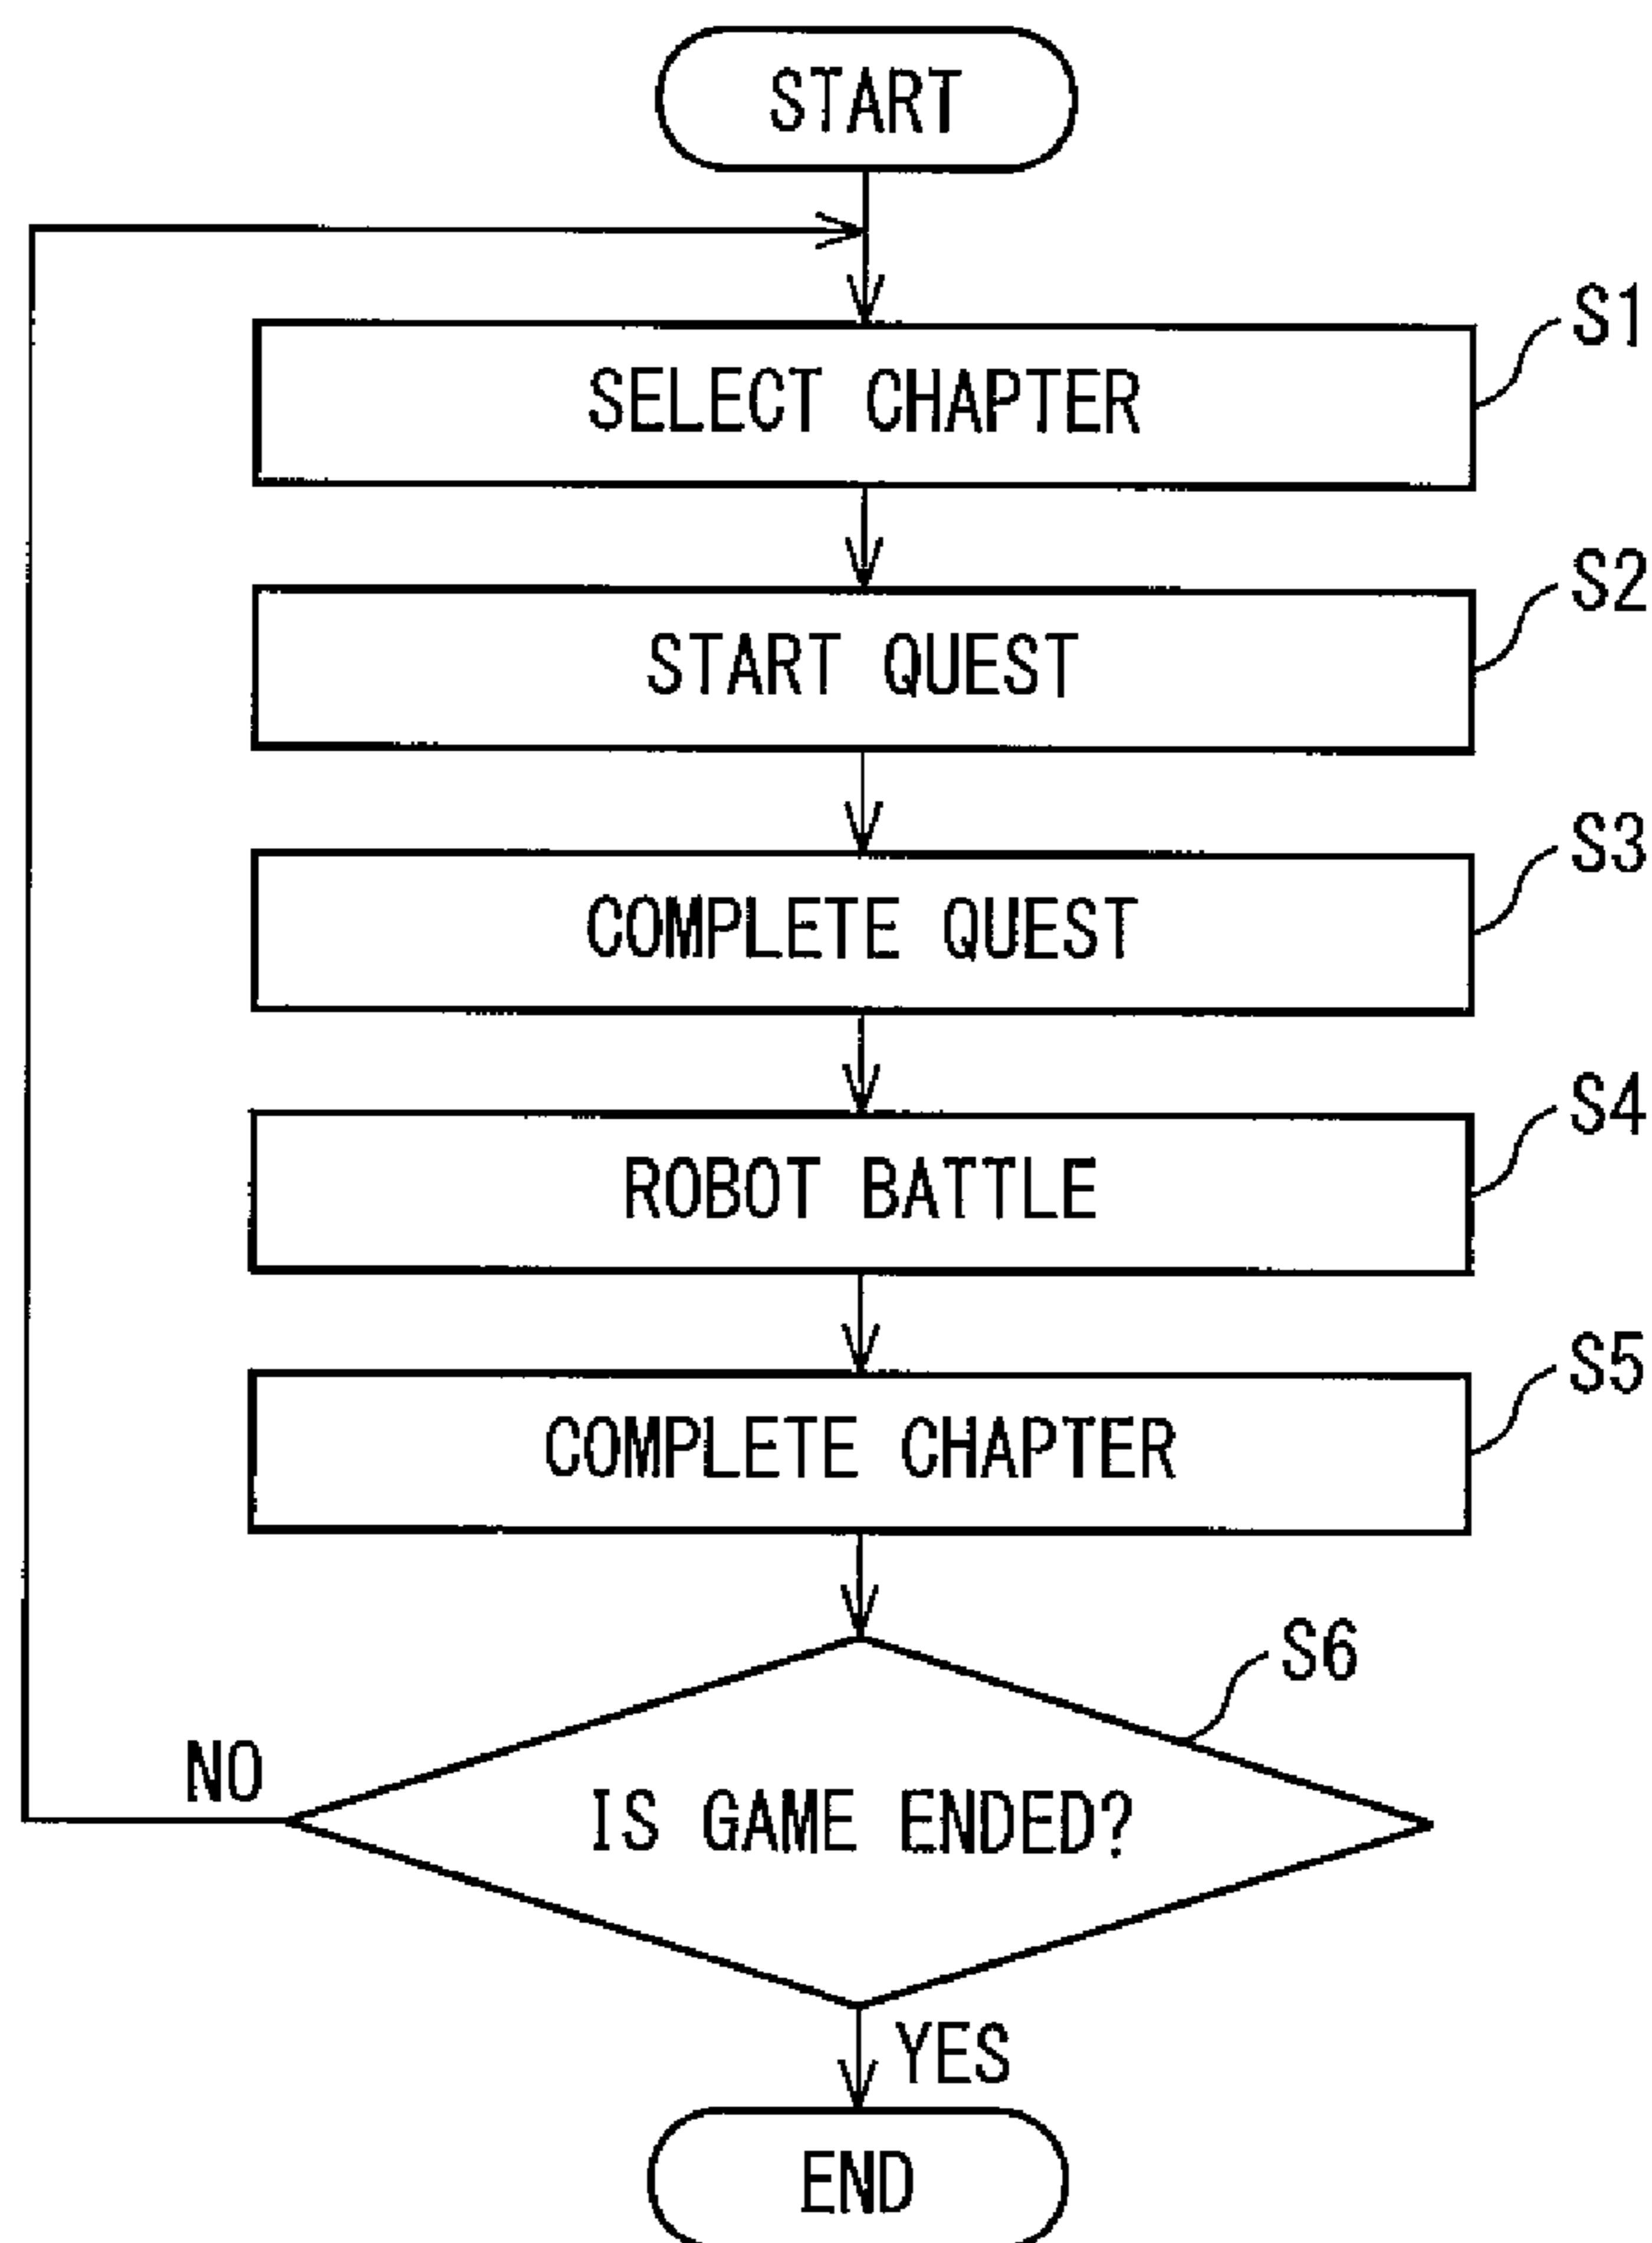 START
S1
SELECT CHAPTER
S2
START QUEST
S3
COMPLETE QUEST
S4
ROBOT BATTLE
S5
COMPLETE CHAPTER
S6
NO
IS GAME ENDED?
YES
END